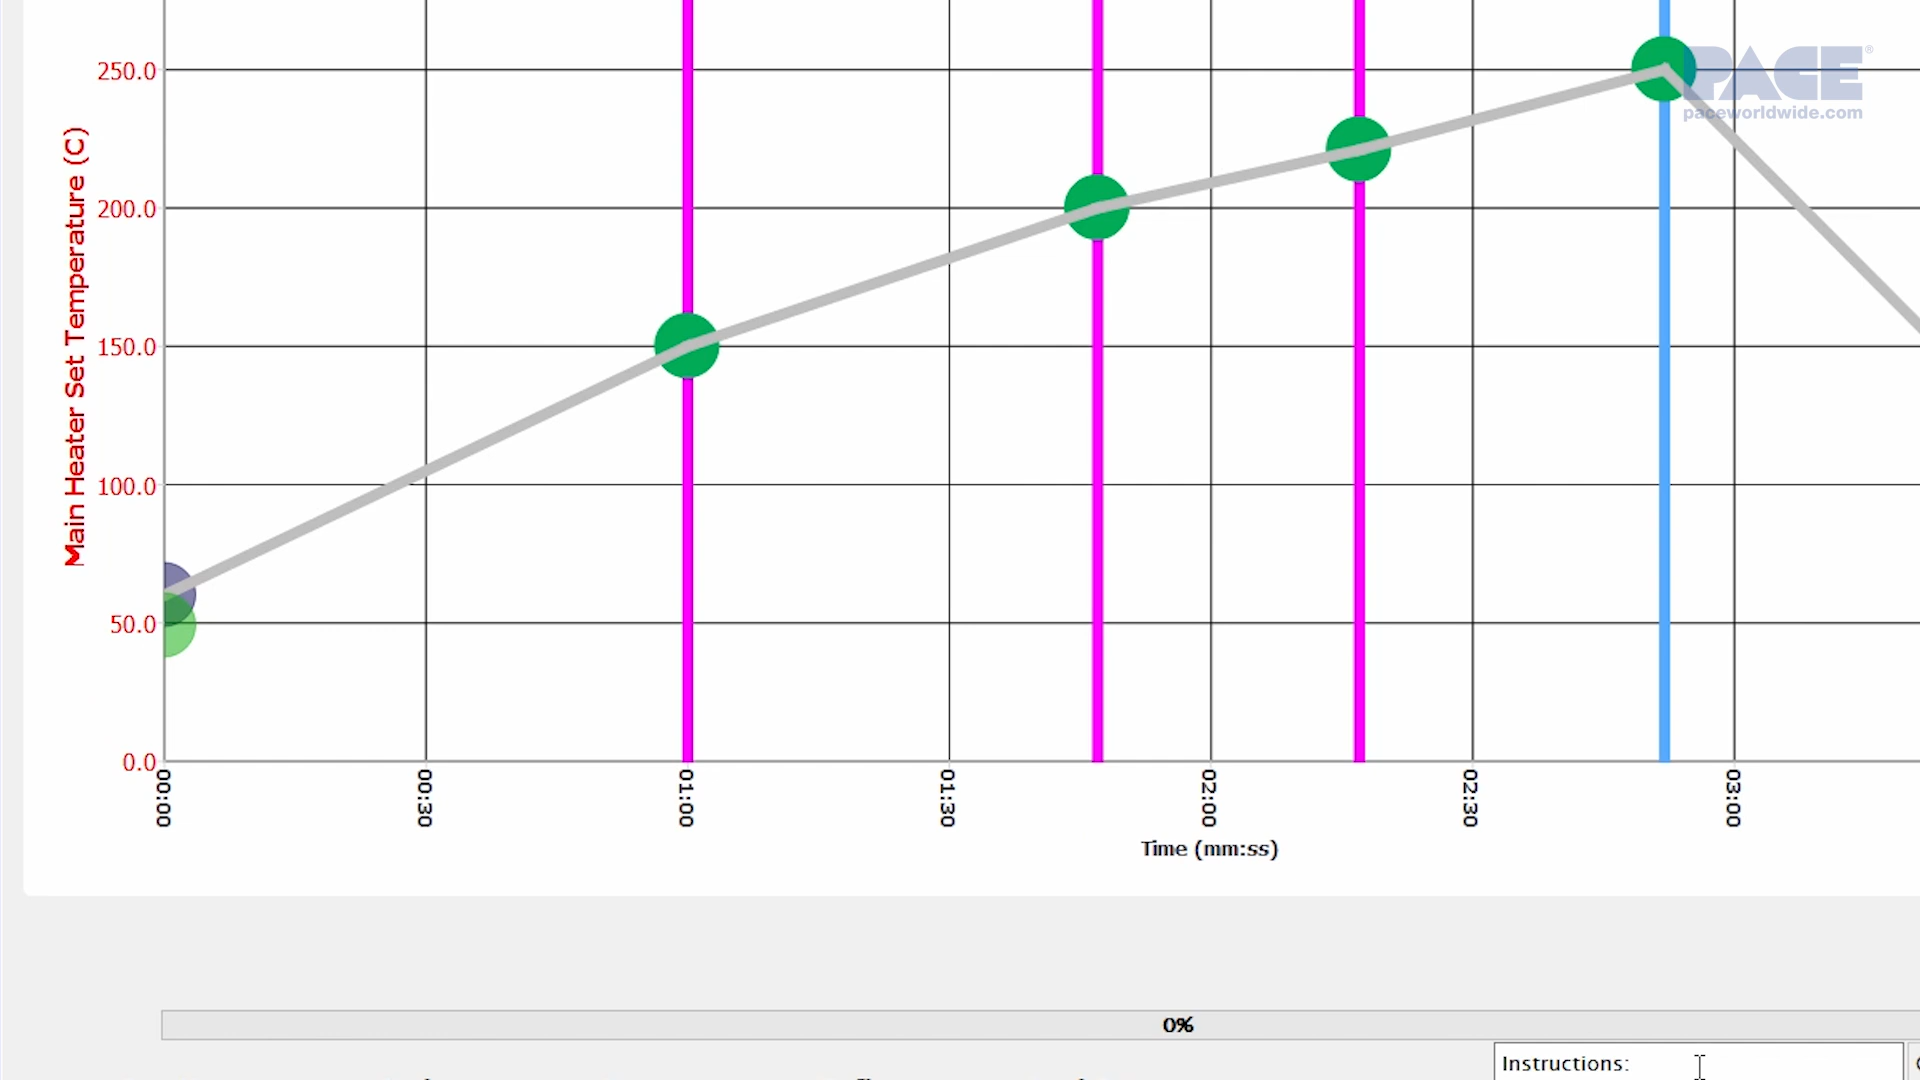 PACE®
paceworldwide.com
Main Heater Set Temperature (C)
250.0
200.0
150.0
100.0
50.0
0.0
00:00
00:30
01:00
01:30
02:00
02:30
03:00
Time (mm:ss)
0%
Instructions: